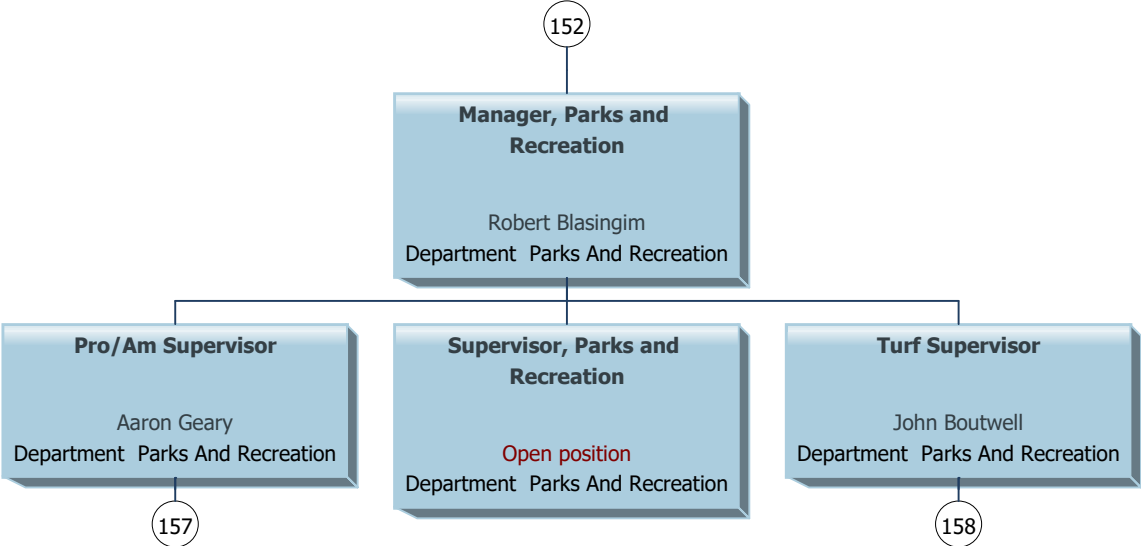 152
Manager, Parks and
Recreation
Robert Blasingim
Department  Parks And Recreation
Pro/Am Supervisor
Aaron Geary
Department  Parks And Recreation
157
Supervisor, Parks and
Recreation
Open position
Department  Parks And Recreation
Turf Supervisor
John Boutwell
Department  Parks And Recreation
158